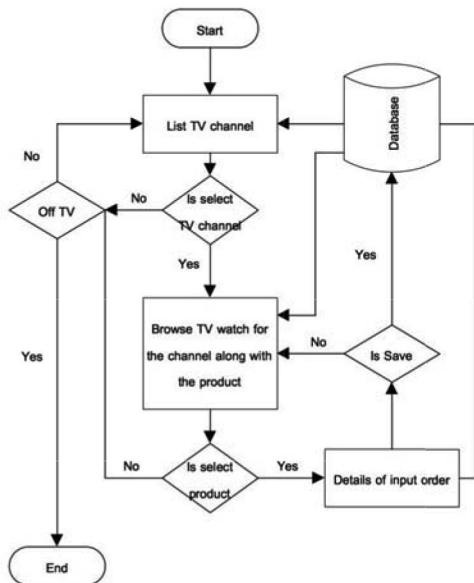 Start
List TV channel
Database
No
Off TV
No
Is select
TV channel
Yes
Yes
Browse TV watch for
the channel along with
the product
No
Is Save
Yes
No
Is select
product
Yes
Details of input order
End